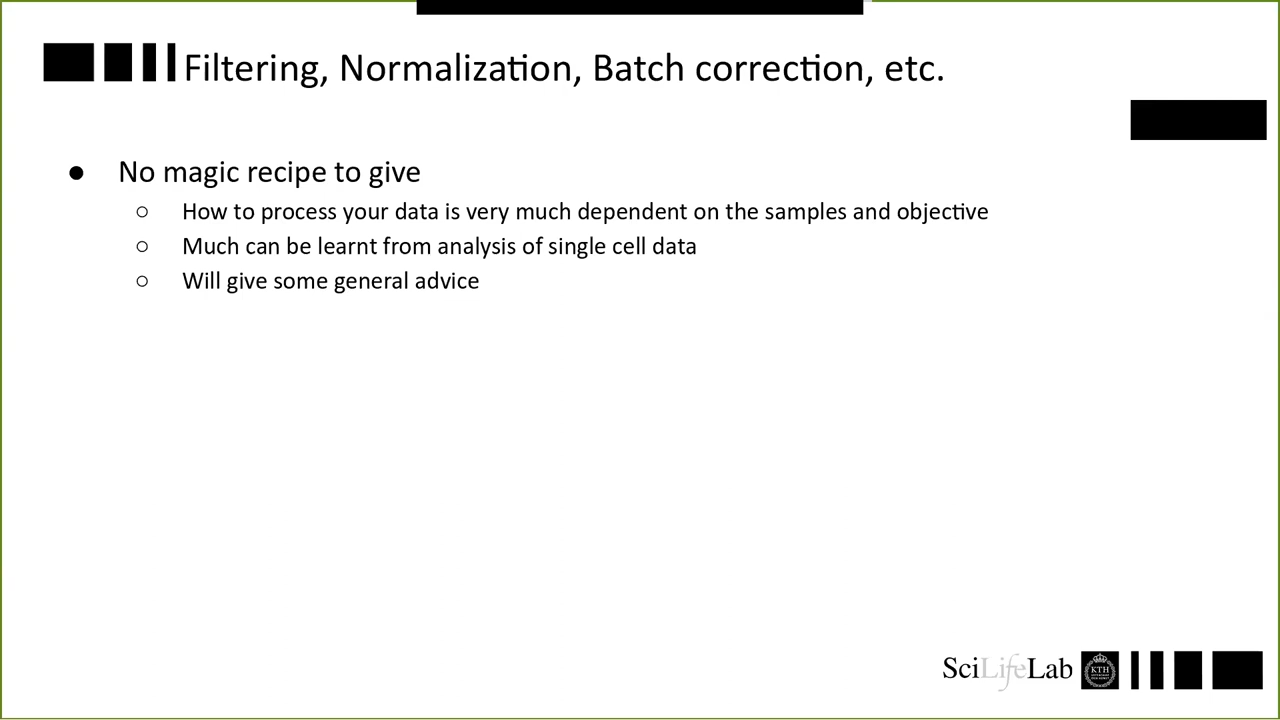 Filtering, Normalization, Batch correction, etc.
● No magic recipe to give
○ How to process your data is very much dependent on the samples and objective
○ Much can be learnt from analysis of single cell data
○ Will give some general advice
SciLifeLab
KTH